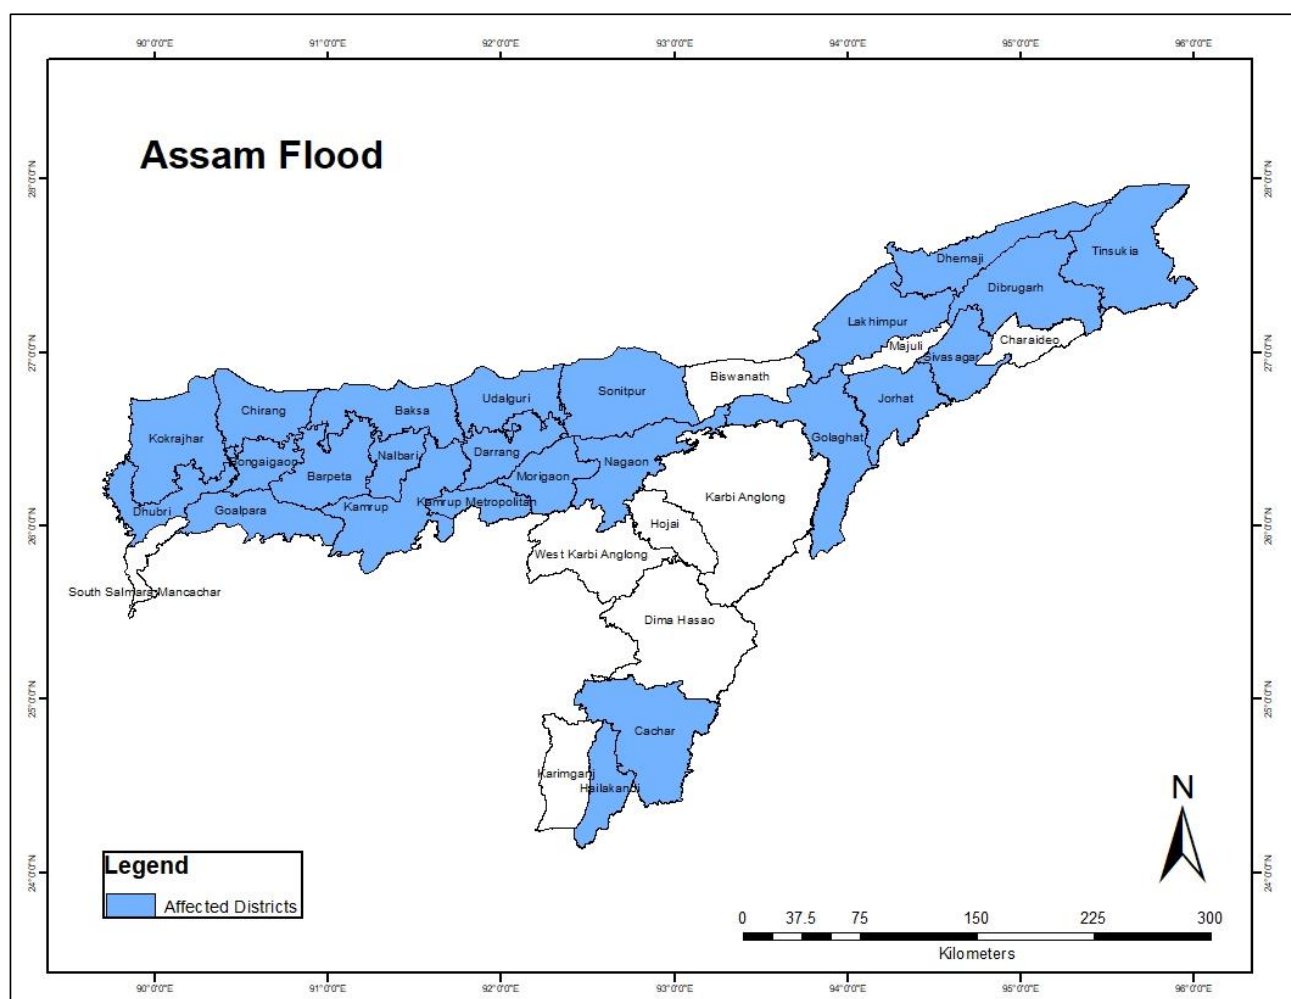 90°0'0"E 91°0'0"E 92°0'0"E 93°0'0"E 94°0'0"E 95°0'0"E 96°0'0"E
Assam Flood
28°0'0"N 28°0'0"N
Tinsukia
Dhemaji
Dibrugarh
Lakhimpur
Majuli
Charaideo
27°0'0"N 27°0'0"N
Sivasagar
Biswanath
Sonitpur
Udalguri
Jorhat
Chirang
Baksa
Kokrajhar
Golaghat
Darrang
Nalbari
Bongaigaon
Nagaon
Barpeta
Morigaon
Karbi Anglong
Kamrup Metropolitan
Kamrup
Dhubri
Goalpara
Hojai
26°0'0"N 26°0'0"N
West Karbi Anglong
South Salmara Mancachar
Dima Hasao
25°0'0"N 25°0'0"N
Cachar
Karimganj
Hailakandi
N
24°0'0"N 24°0'0"N
Legend
Affected Districts
0 37.5 75 150 225 300
Kilometers
90°0'0"E 91°0'0"E 92°0'0"E 93°0'0"E 94°0'0"E 95°0'0"E 96°0'0"E